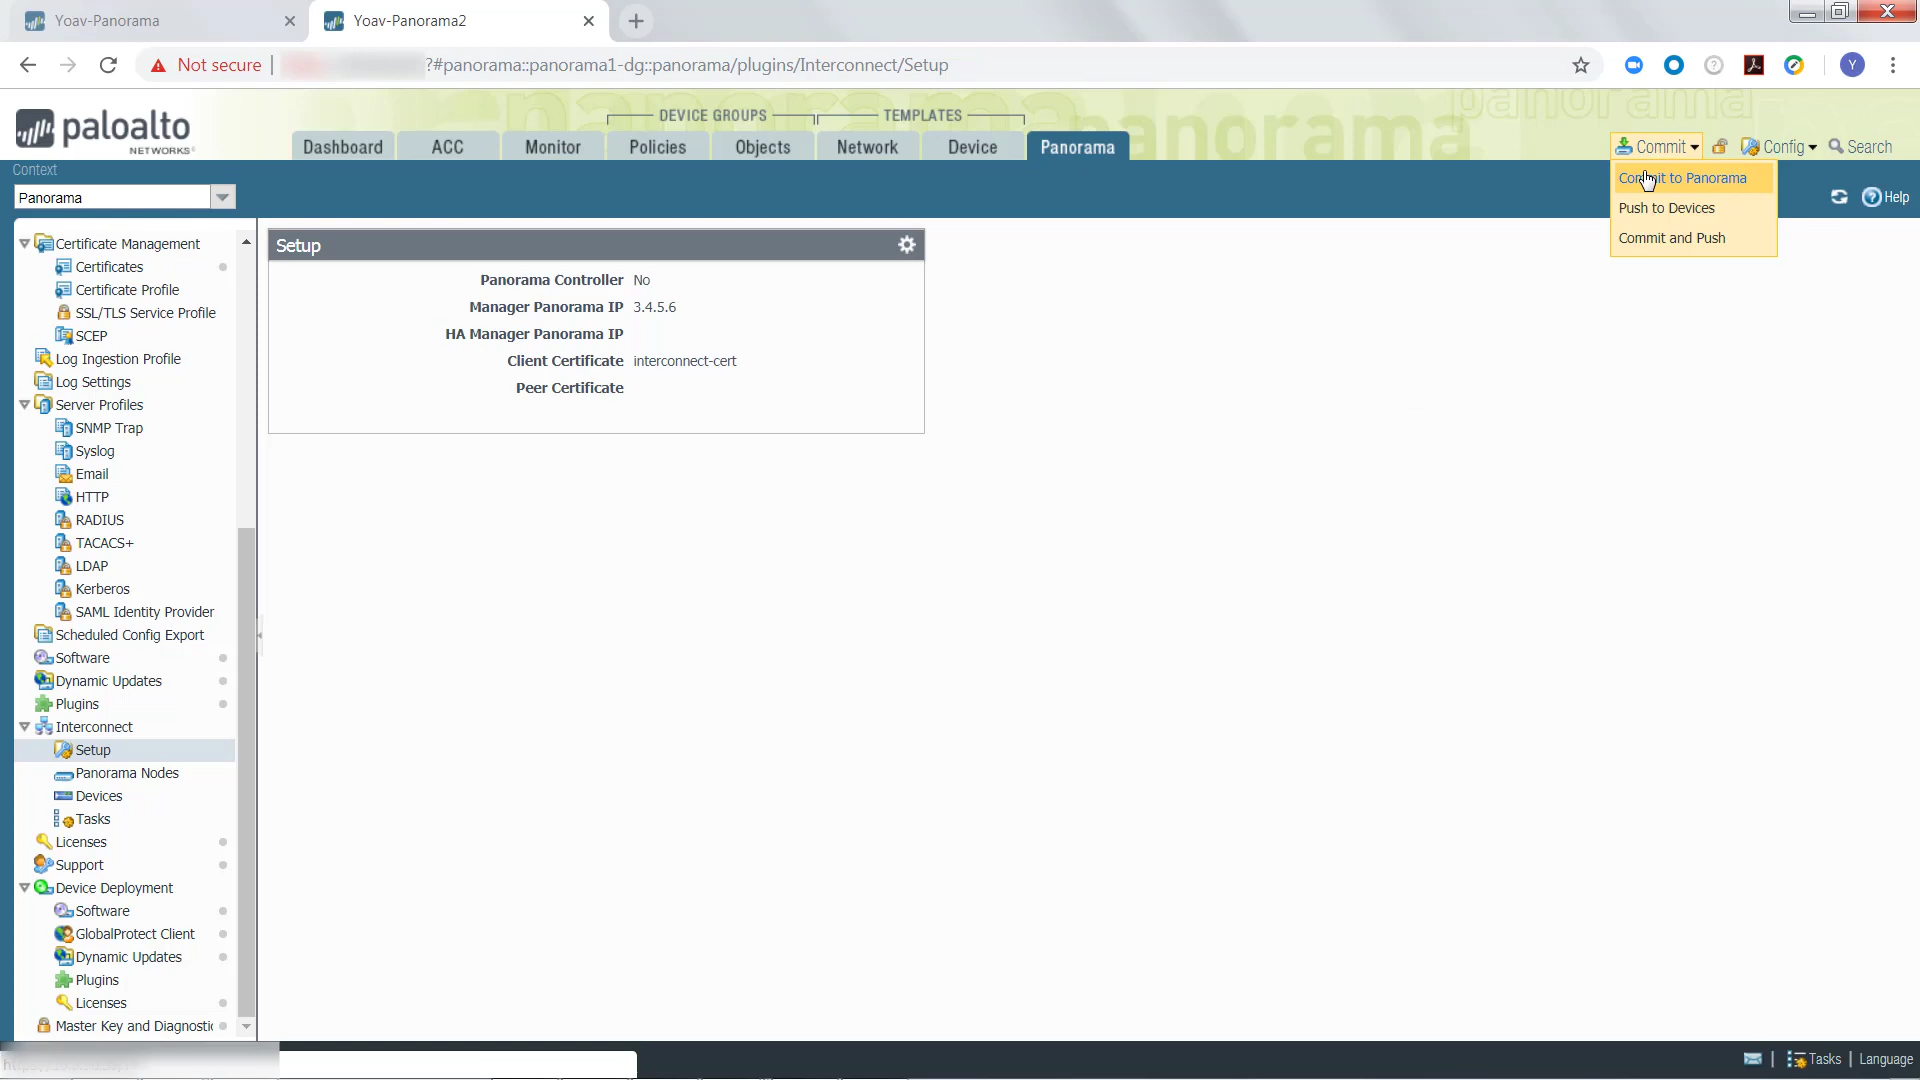 Yoav-Panorama
Yoav-Panorama2
Not secure
?#panorama::panorama1-dg::panorama/plugins/Interconnect/Setup
Y
paloalto
NETWORKS
panorama
panorama
panorama
DEVICE GROUPS
TEMPLATES
Dashboard
ACC
Monitor
Policies
Objects
Network
Device
Panorama
Commit
Config
Search
Context
Panorama
Commit to Panorama
Push to Devices
Commit and Push
Help
Certificate Management
Certificates
Certificate Profile
SSL/TLS Service Profile
SCEP
Log Ingestion Profile
Log Settings
Server Profiles
SNMP Trap
Syslog
Email
HTTP
RADIUS
TACACS+
LDAP
Kerberos
SAML Identity Provider
Scheduled Config Export
Software
Dynamic Updates
Plugins
Interconnect
Setup
Panorama Nodes
Devices
Tasks
Licenses
Support
Device Deployment
Software
GlobalProtect Client
Dynamic Updates
Plugins
Licenses
Master Key and Diagnostic
Setup
Panorama Controller No
Manager Panorama IP 3.4.5.6
HA Manager Panorama IP
Client Certificate interconnect-cert
Peer Certificate
Tasks
Language